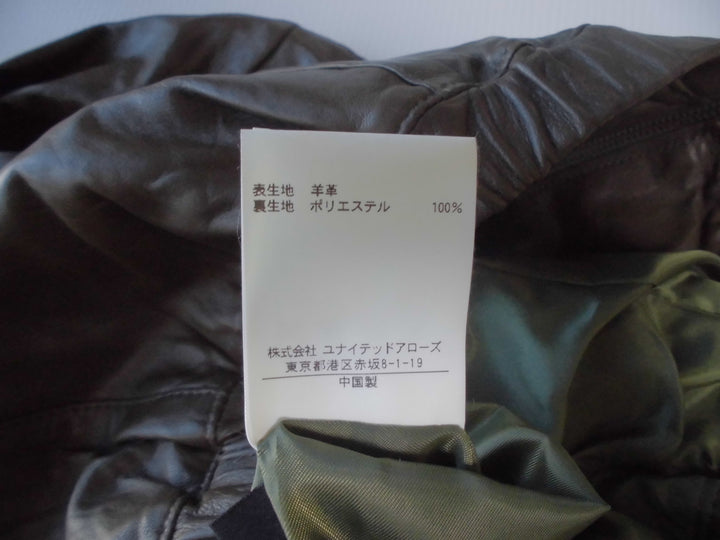 表生地 羊革
裏生地 ポリエステル 100%
株式会社 ユナイテッドアローズ
東京都港区赤坂8-1-19
中国製